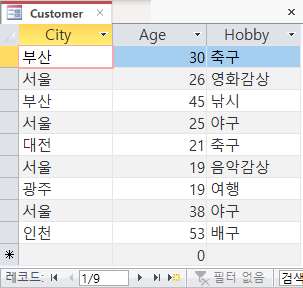 Customer
City Age Hobby
부산 30 축구
서울 26 영화감상
부산 45 낚시
서울 25 야구
대전 21 축구
서울 19 음악감상
광주 19 여행
서울 38 야구
인천 53 배구
0
레코드: 1/9 필터 없음 검색